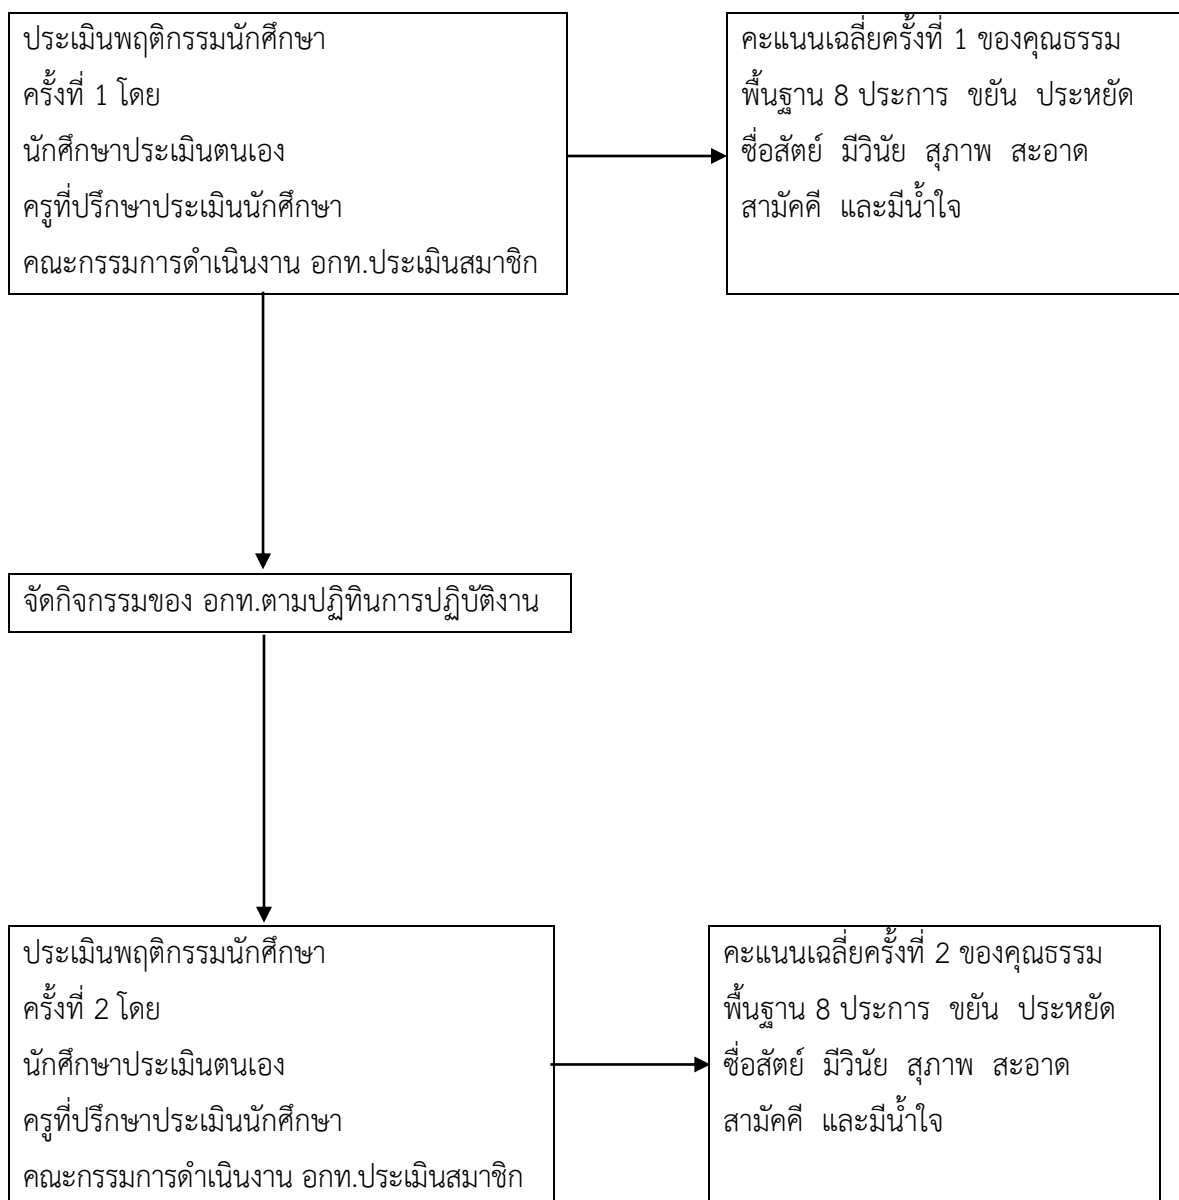 ประเมินพฤติกรรมนักศึกษา
ครั้งที่ 1 โดย
นักศึกษาประเมินตนเอง
ครูที่ปรึกษาประเมินนักศึกษา
คณะกรรมการดำเนินงาน อกท.ประเมินสมาชิก
คะแนนเฉลี่ยครั้งที่ 1 ของคุณธรรม
พื้นฐาน 8 ประการ ขยัน ประหยัด
ซื่อสัตย์ มีวินัย สุภาพ สะอาด
สามัคคี และมีน้ำใจ
จัดกิจกรรมของ อกท.ตามปฏิทินการปฏิบัติงาน
ประเมินพฤติกรรมนักศึกษา
ครั้งที่ 2 โดย
นักศึกษาประเมินตนเอง
ครูที่ปรึกษาประเมินนักศึกษา
คณะกรรมการดำเนินงาน อกท.ประเมินสมาชิก
คะแนนเฉลี่ยครั้งที่ 2 ของคุณธรรม
พื้นฐาน 8 ประการ ขยัน ประหยัด
ซื่อสัตย์ มีวินัย สุภาพ สะอาด
สามัคคี และมีน้ำใจ